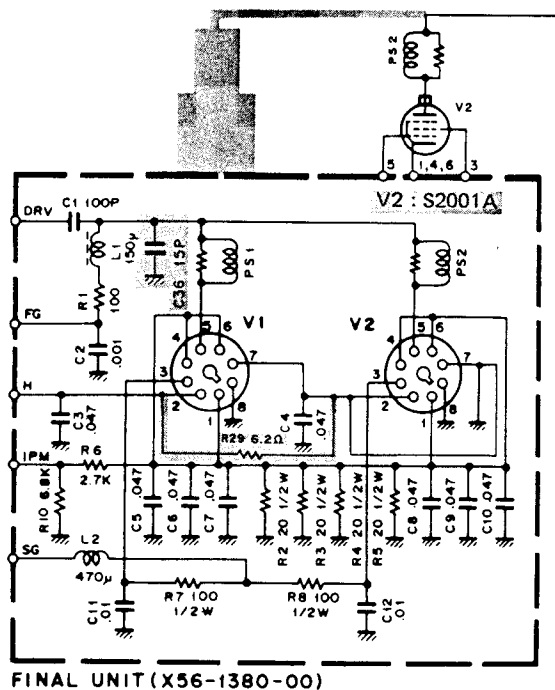 PS2
V2
5
1,4,6
3
V2 : S2001A
DRV
C1 100P
L1
150μ
C36 15P
PS1
PS2
R1
100
FG
C2
.001
V1
V2
4
5
6
3
7
2
8
1
4
5
6
3
7
2
8
1
H
C3
.047
C4
.047
R29 6.2Ω
IPM
R6
2.7K
R10 6.8K
C5 .047
C6 .047
C7 .047
R2 20 1/2W
R3 20 1/2W
R4 20 1/2W
R5 20 1/2W
C8 .047
C9 .047
C10 .047
SG
L2
470μ
R7 100
1/2W
R8 100
1/2W
C11
.01
C12
.01
FINAL UNIT (X56-1380-00)